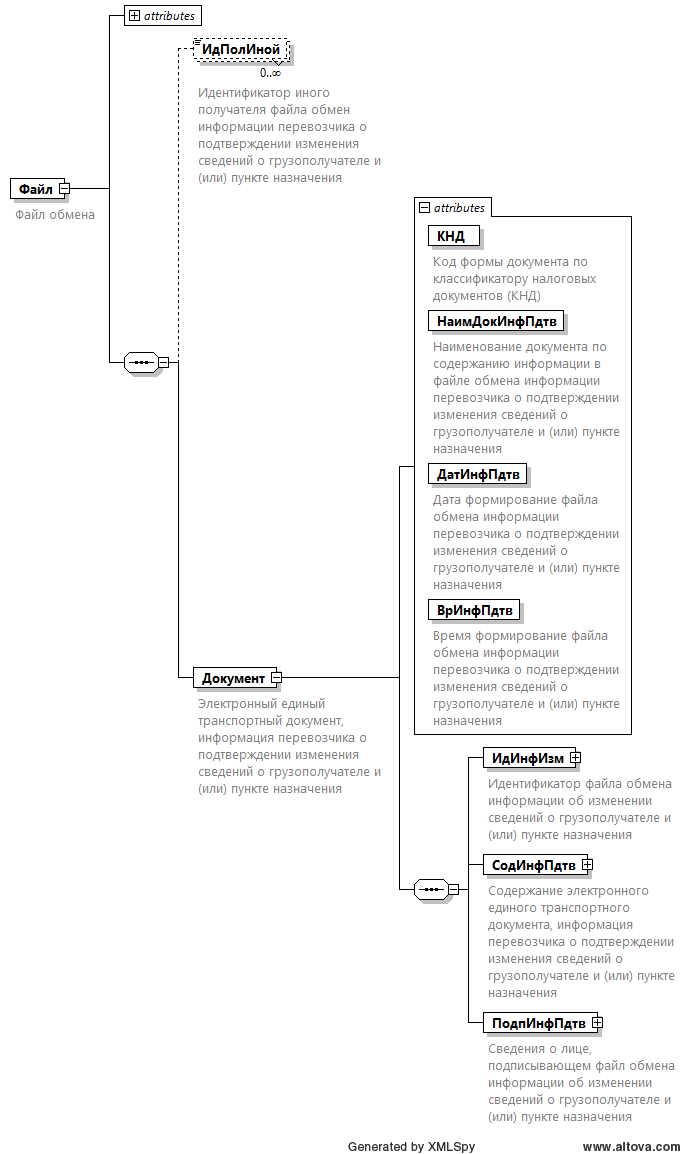 attributes
ИдПолИной
0..∞
Идентификатор иного
получателя файла обмен
информации перевозчика о
подтверждении изменения
сведений о грузополучателе и
(или) пункте назначения
Файл
Файл обмена
attributes
КНД
Код формы документа по
классификатору налоговых
документов (КНД)
НаимДокИнфПдтв
Наименование документа по
содержанию информации в
файле обмена информации
перевозчика о подтверждении
изменения сведений о
грузополучателе и (или) пункте
назначения
ДатИнфПдтв
Дата формирование файла
обмена информации
перевозчика о подтверждении
изменения сведений о
грузополучателе и (или) пункте
назначения
ВрИнфПдтв
Время формирование файла
обмена информации
перевозчика о подтверждении
изменения сведений о
грузополучателе и (или) пункте
назначения
Документ
Электронный единый
транспортный документ,
информация перевозчика о
подтверждении изменения
сведений о грузополучателе и
(или) пункте назначения
ИдИнфИзм
Идентификатор файла обмена
информации об изменении
сведений о грузополучателе и
(или) пункте назначения
СодИнфПдтв
Содержание электронного
единого транспортного
документа, информация
перевозчика о подтверждении
изменения сведений о
грузополучателе и (или) пункте
назначения
ПодпИнфПдтв
Сведения о лице,
подписывающем файл обмена
информации об изменении
сведений о грузополучателе и
(или) пункте назначения
Generated by XMLSpy
www.altova.com